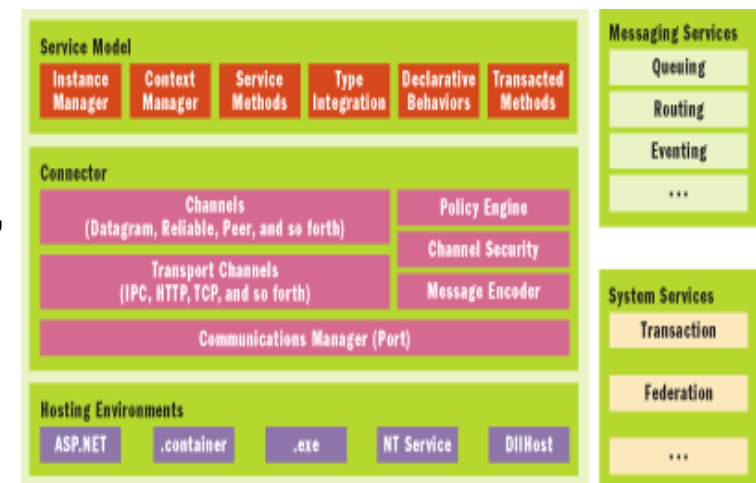 Service Model
Instance Manager
Context Manager
Service Methods
Type Integration
Declarative Behaviors
Transacted Methods
Connector
Channels
(Datagram, Reliable, Peer, and so forth)
Transport Channels
(IPC, HTTP, TCP, and so forth)
Policy Engine
Channel Security
Message Encoder
Communications Manager (Port)
Hosting Environments
ASP.NET
.container
.exe
NT Service
DllHost
Messaging Services
Queuing
Routing
Eventing
...
System Services
Transaction
Federation
...